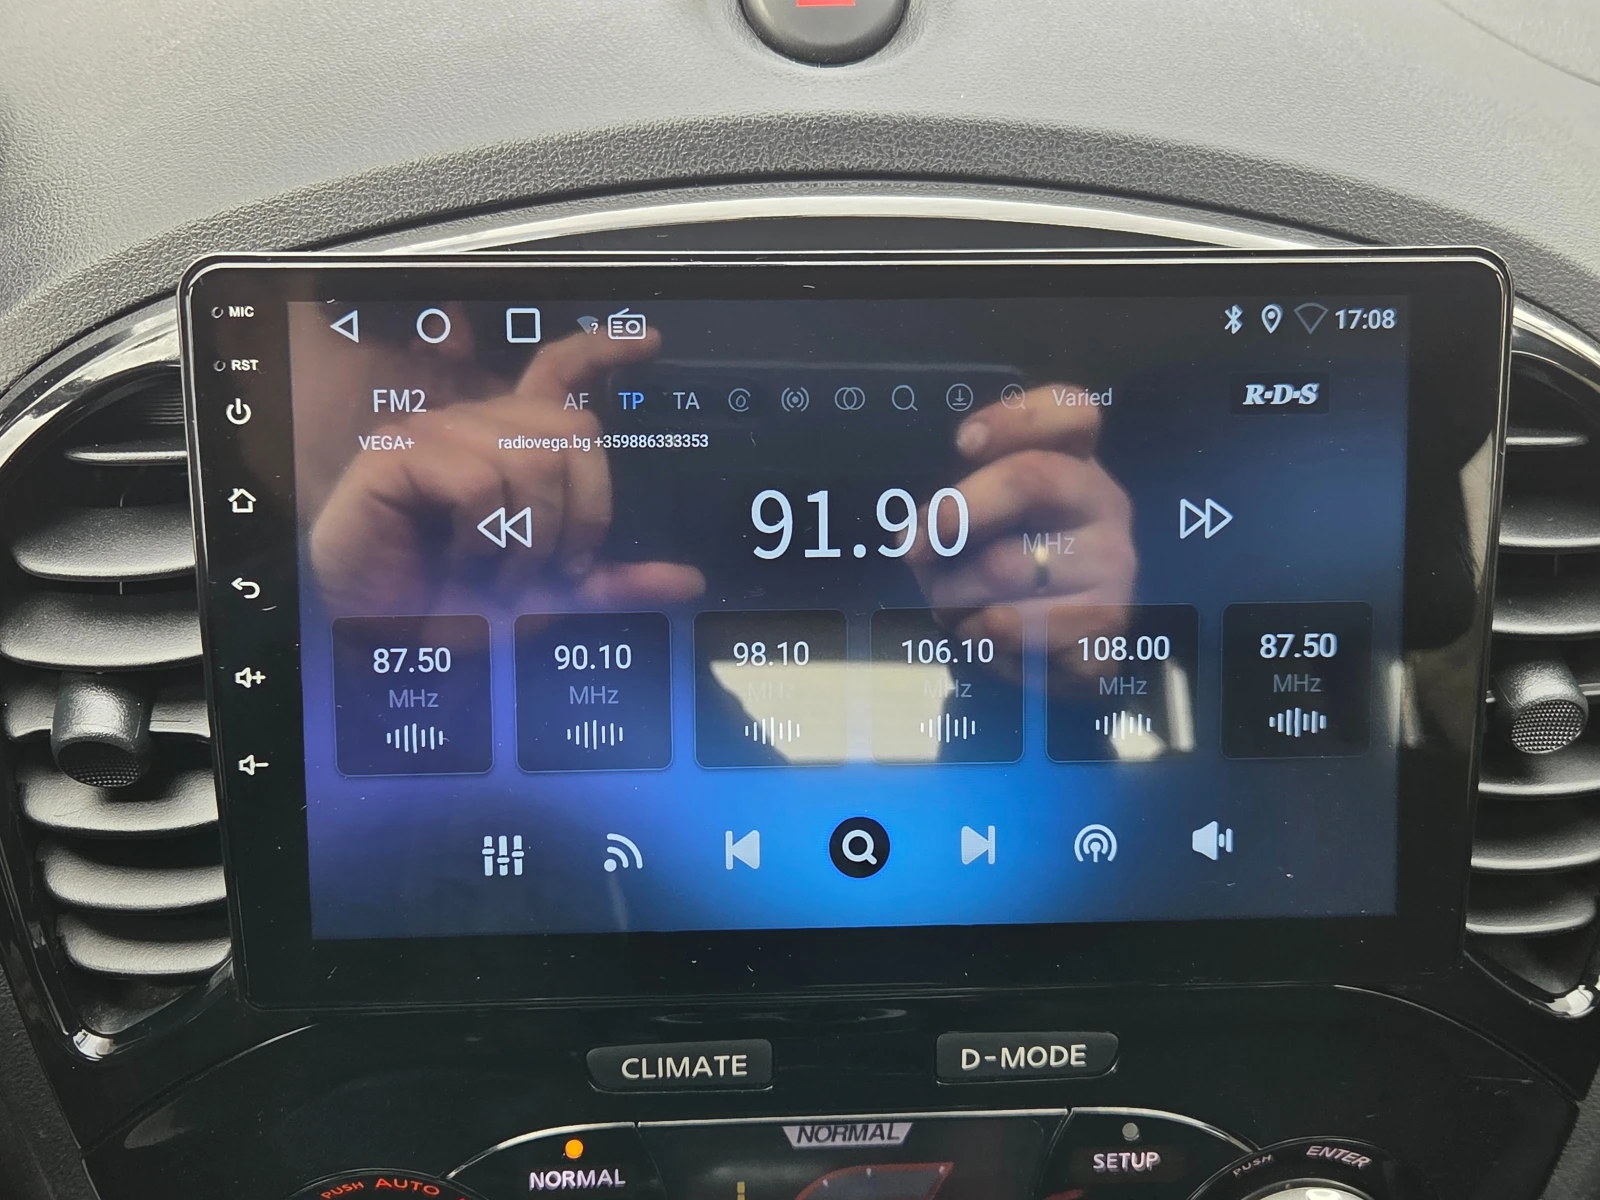 MIC
? 17:08
RST
FM2 AF TP TA Varied R·D·S
VEGA+ radiovega.bg +359886333353
91.90 MHz
87.50 90.10 98.10 106.10 108.00 87.50
MHz MHz MHz MHz MHz MHz
CLIMATE D-MODE
NORMAL
NORMAL SETUP
PUSH AUTO PUSH ENTER